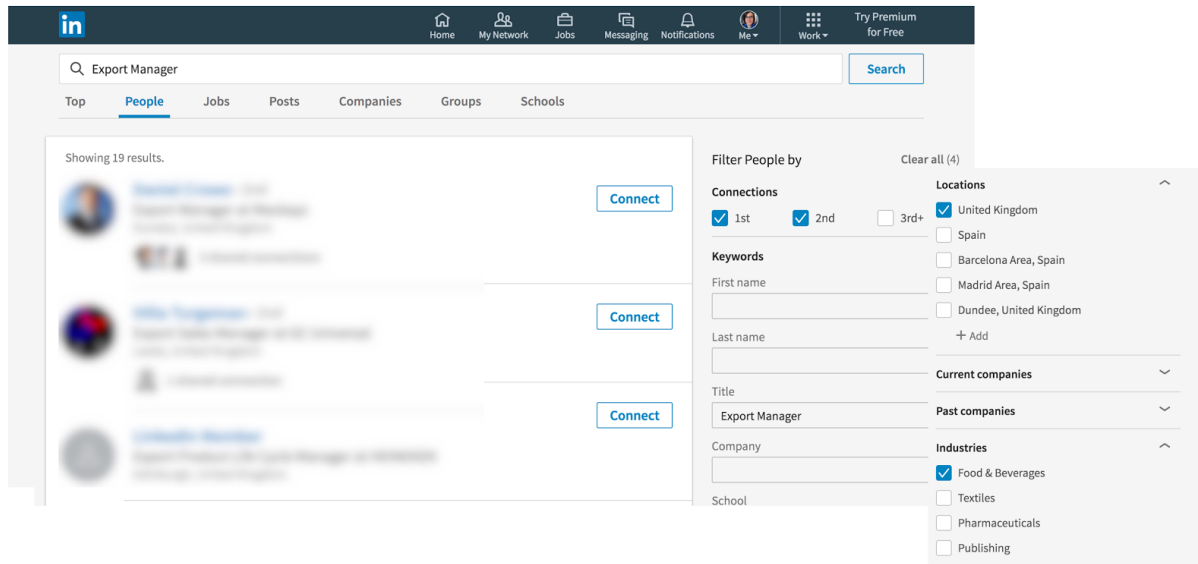 in
Home
My Network
Jobs
Messaging
Notifications
Me
Work
Try Premium
for Free
Export Manager
Search
Top People Jobs Posts Companies Groups Schools
Showing 19 results.
Connect
Connect
Connect
Filter People by Clear all (4)
Connections
1st 2nd 3rd+
Keywords
First name
Last name
Title
Export Manager
Company
School
Locations
United Kingdom
Spain
Barcelona Area, Spain
Madrid Area, Spain
Dundee, United Kingdom
+ Add
Current companies
Past companies
Industries
Food & Beverages
Textiles
Pharmaceuticals
Publishing